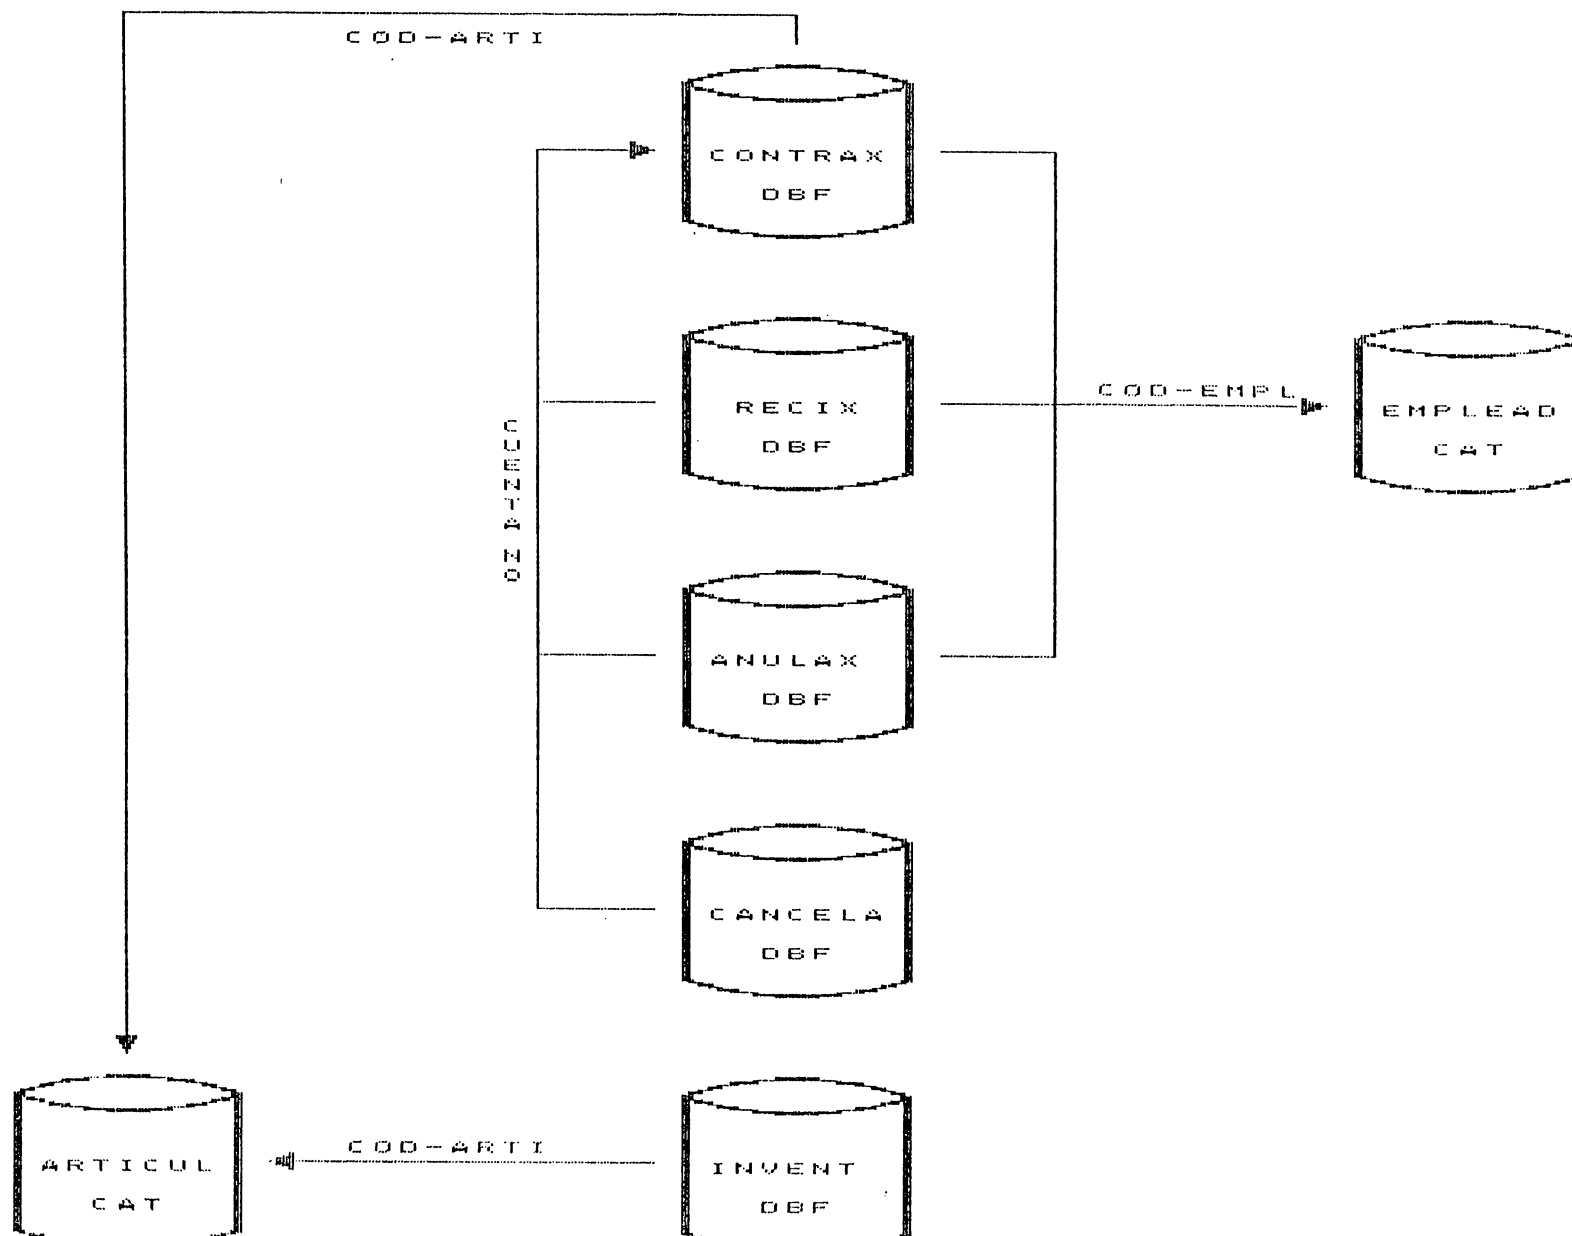 COD-ARTI
CONTRAX
DBF
RECIX
DBF
COD-EMPL
EMPLEAD
CAT
CUENTA NO
ANULAX
DBF
CANCELA
DBF
COD-ARTI
ARTICUL
CAT
INVENT
DBF